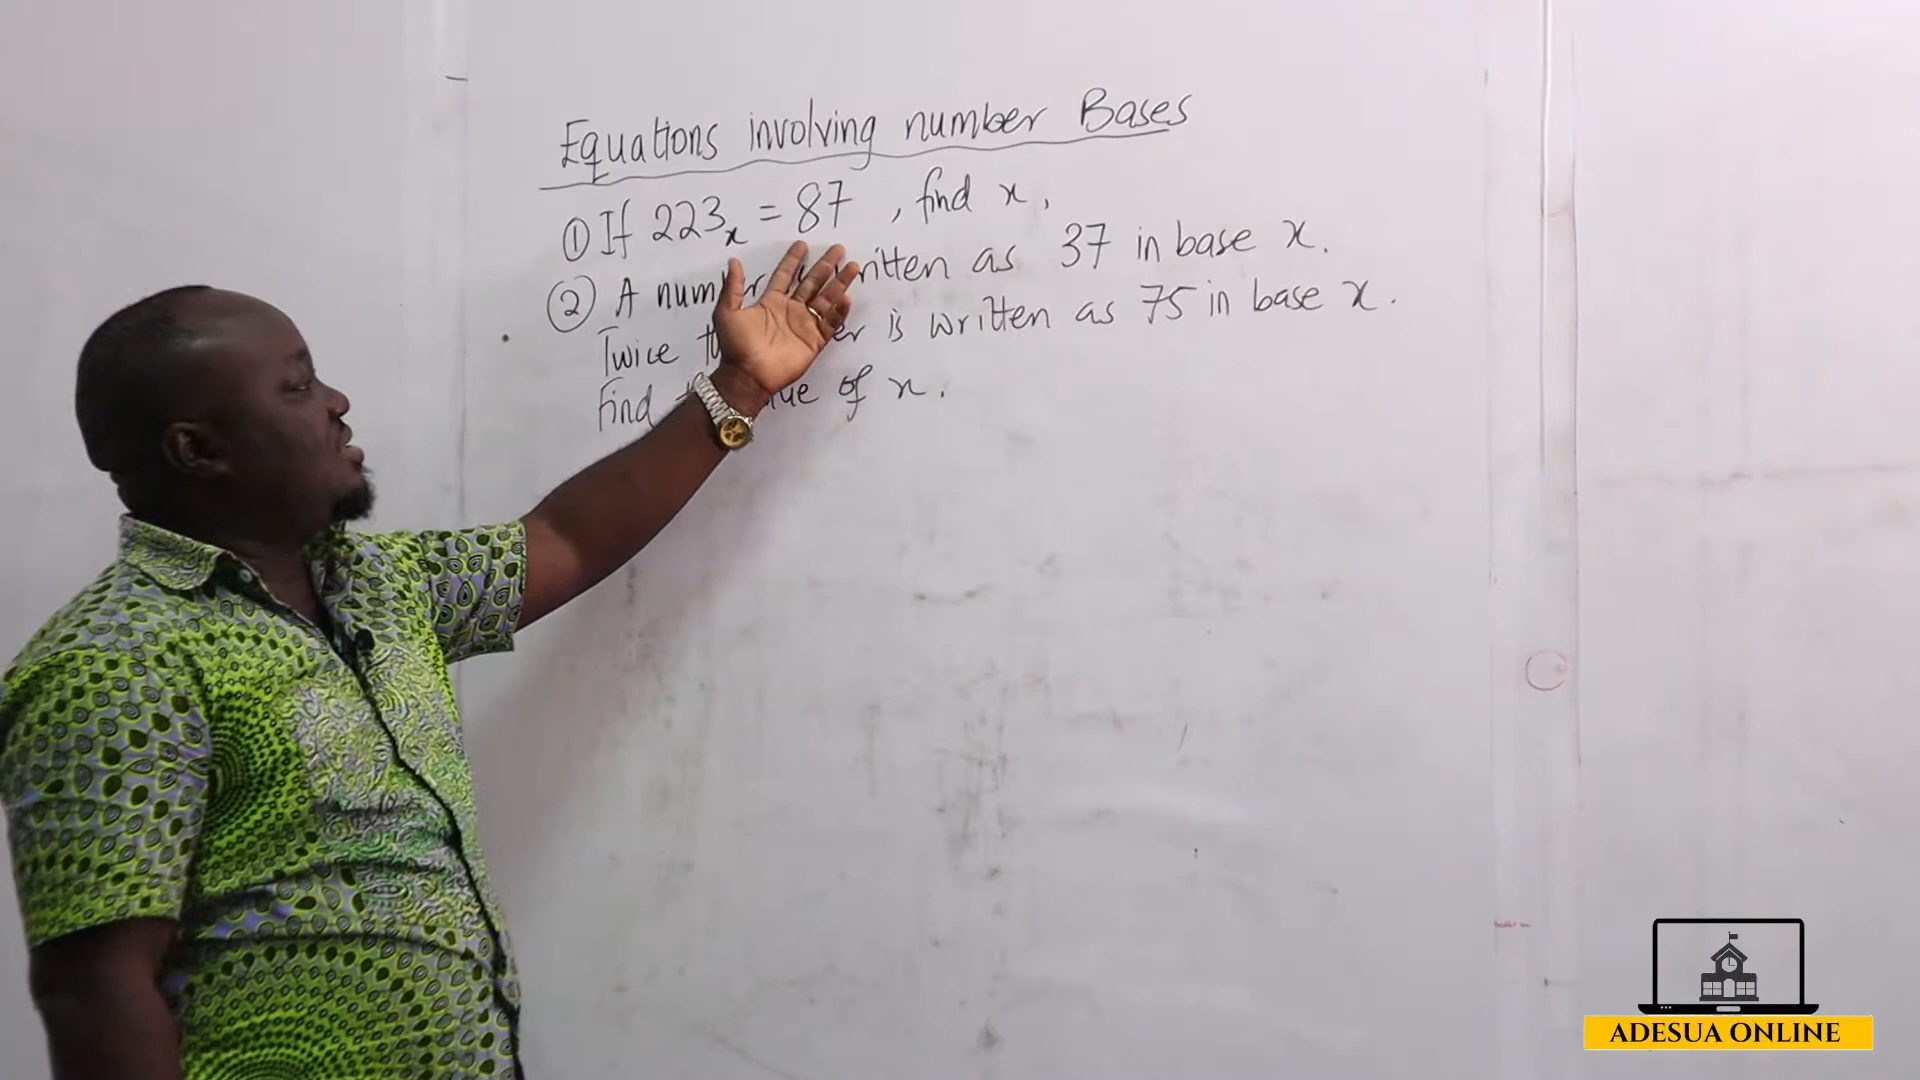 Equations involving number Bases
① If 223ₓ = 87 , find x.
② A written as 37 in base x.
Twice is written as 75 in base x.
Find of x.
ADESUA ONLINE